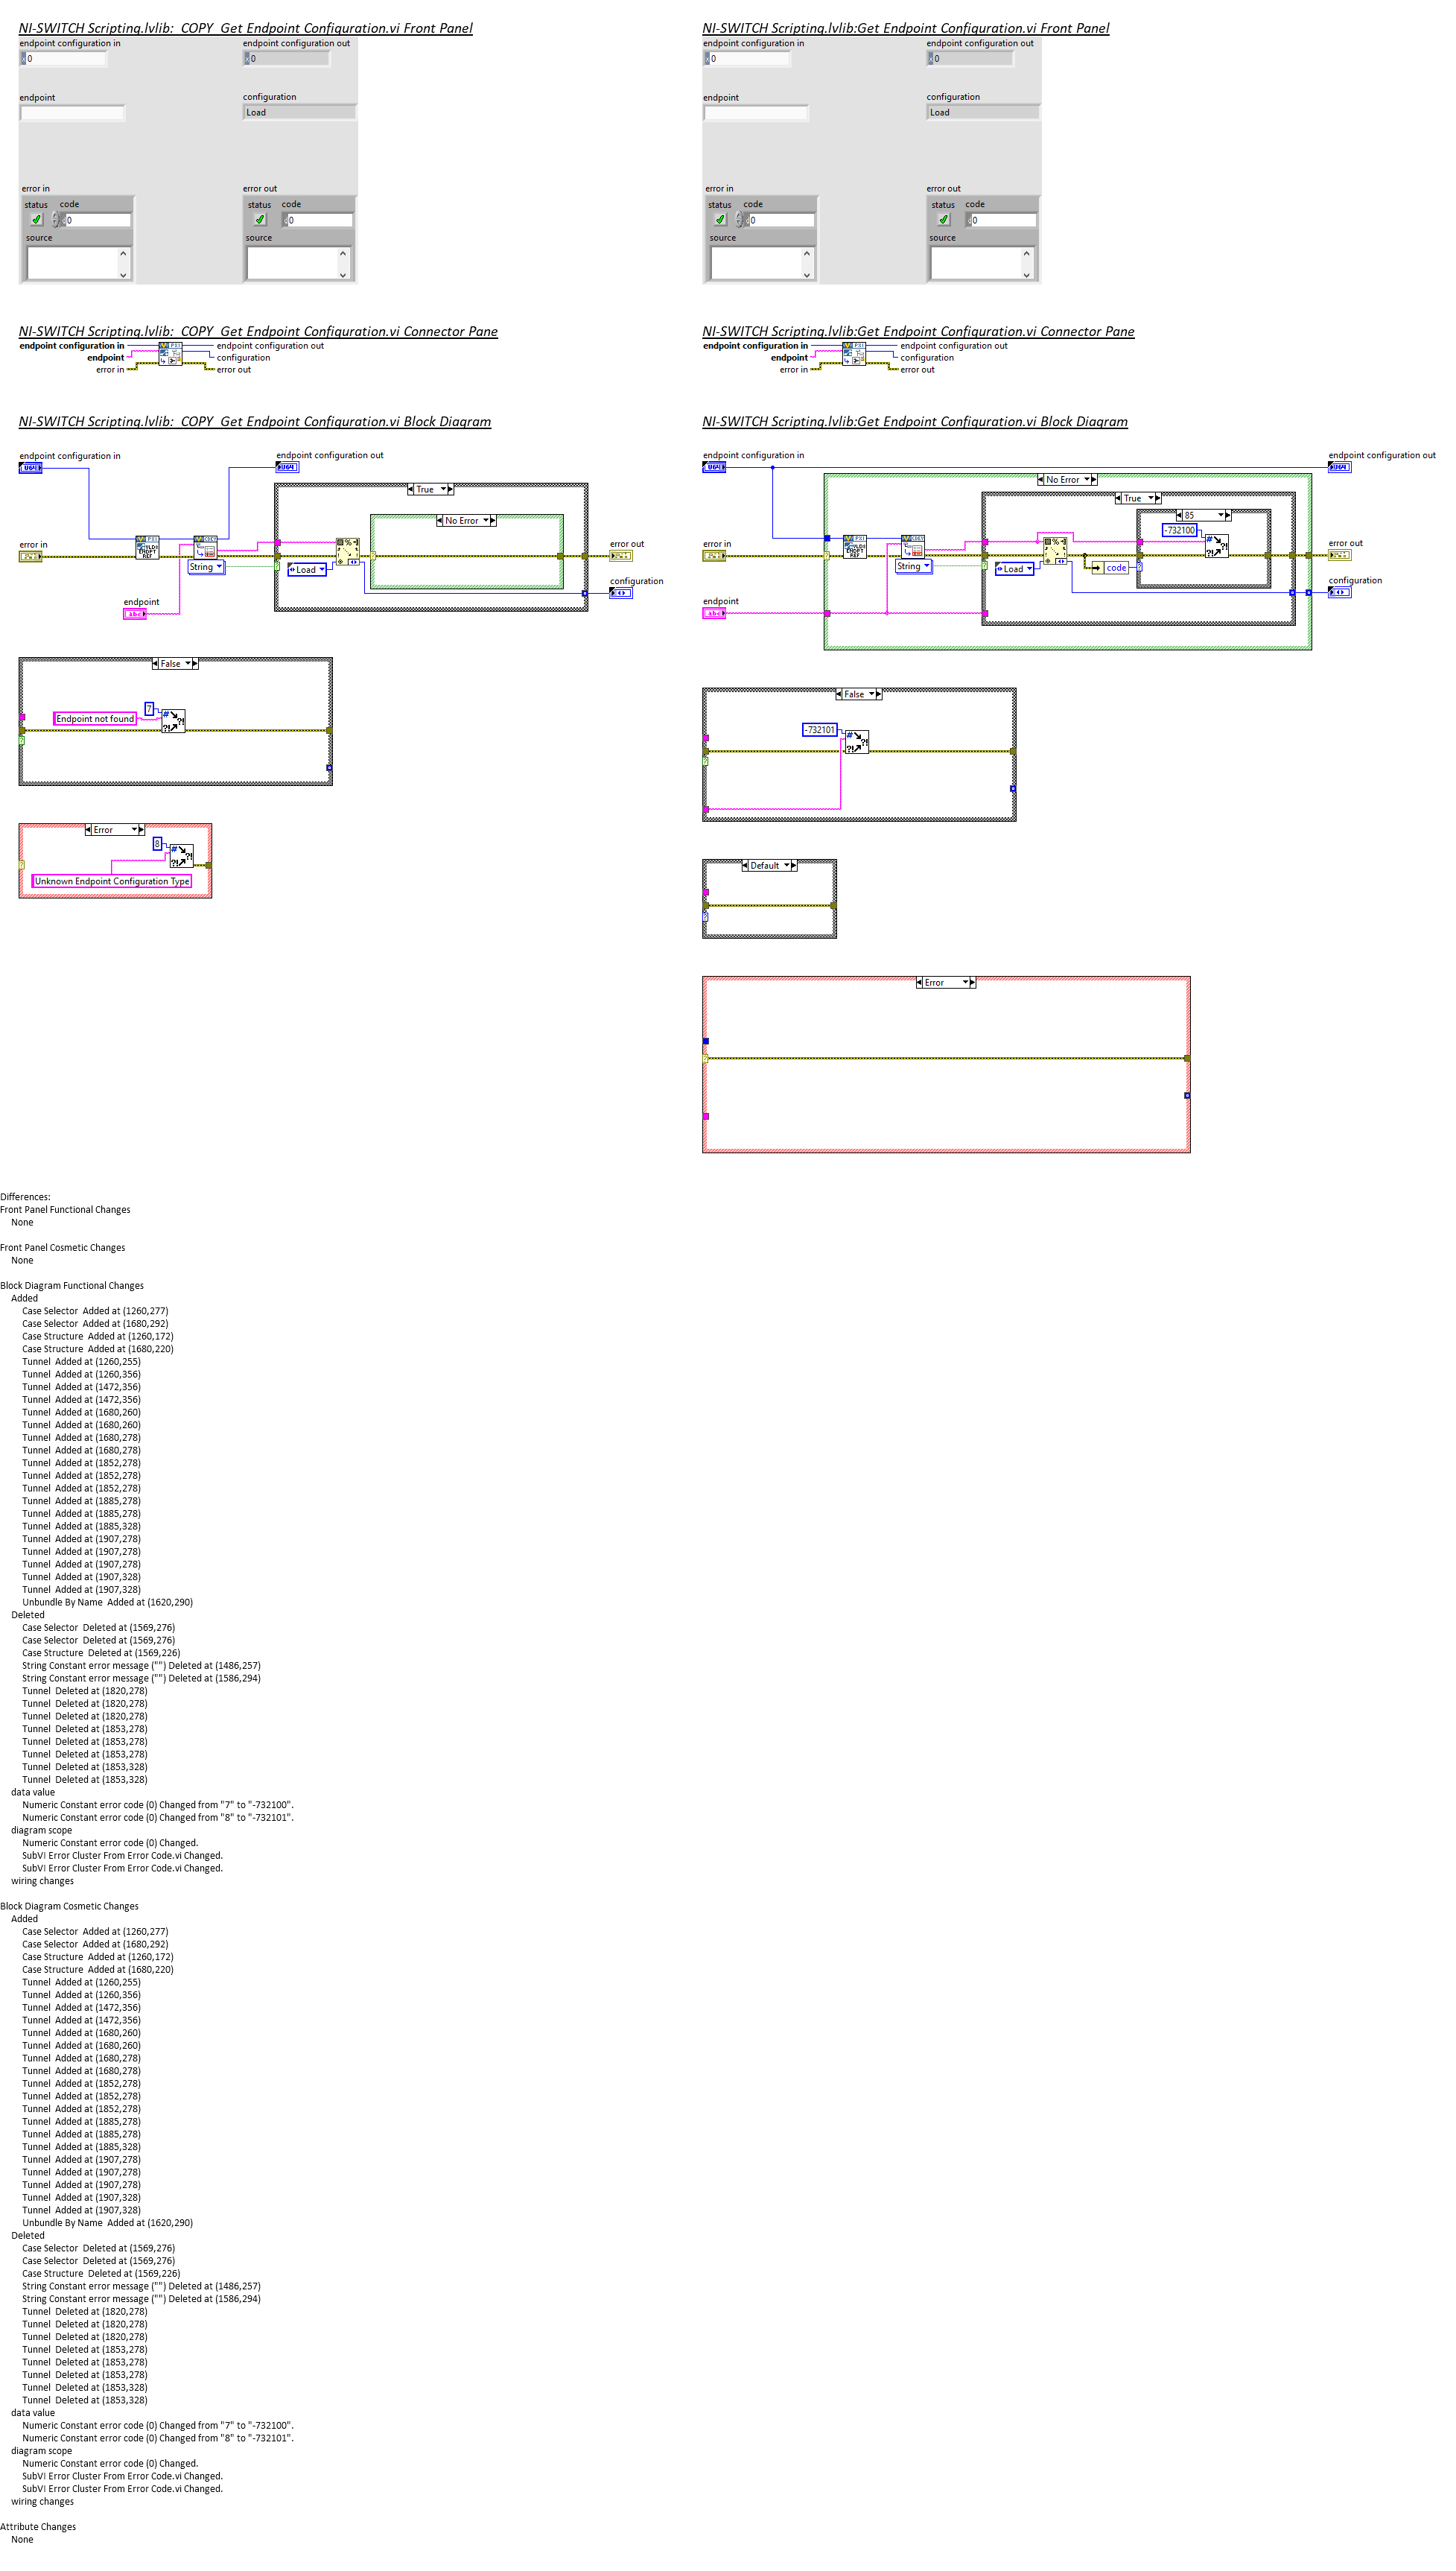 NI-SWITCH Scripting.lvlib:_COPY_Get Endpoint Configuration.vi Front Panel
endpoint configuration in
endpoint configuration out
0
0
endpoint
configuration
Load
error in
error out
status code
0
status code
0
source
source
NI-SWITCH Scripting.lvlib:Get Endpoint Configuration.vi Front Panel
endpoint configuration in
endpoint configuration out
0
0
endpoint
configuration
Load
error in
error out
status code
0
status code
0
source
source
NI-SWITCH Scripting.lvlib:_COPY_Get Endpoint Configuration.vi Connector Pane
endpoint configuration in
endpoint configuration out
endpoint
configuration
error in
error out
NI-SWITCH Scripting.lvlib:Get Endpoint Configuration.vi Connector Pane
endpoint configuration in
endpoint configuration out
endpoint
configuration
error in
error out
NI-SWITCH Scripting.lvlib:_COPY_Get Endpoint Configuration.vi Block Diagram
endpoint configuration in
U64
endpoint configuration out
U64
True
No Error
error in
error out
String
Load
configuration
endpoint
abc
False
7
Endpoint not found
Error
8
Unknown Endpoint Configuration Type
NI-SWITCH Scripting.lvlib:Get Endpoint Configuration.vi Block Diagram
endpoint configuration in
U64
endpoint configuration out
U64
No Error
True
85
-732100
error in
error out
String
Load
code
configuration
endpoint
abc
False
-732101
Default
Error
Differences:
Front Panel Functional Changes
None
Front Panel Cosmetic Changes
None
Block Diagram Functional Changes
Added
Case Selector Added at (1260,277)
Case Selector Added at (1680,292)
Case Structure Added at (1260,172)
Case Structure Added at (1680,220)
Tunnel Added at (1260,255)
Tunnel Added at (1260,356)
Tunnel Added at (1472,356)
Tunnel Added at (1472,356)
Tunnel Added at (1680,260)
Tunnel Added at (1680,260)
Tunnel Added at (1680,278)
Tunnel Added at (1680,278)
Tunnel Added at (1852,278)
Tunnel Added at (1852,278)
Tunnel Added at (1852,278)
Tunnel Added at (1885,278)
Tunnel Added at (1885,278)
Tunnel Added at (1885,328)
Tunnel Added at (1907,278)
Tunnel Added at (1907,278)
Tunnel Added at (1907,278)
Tunnel Added at (1907,328)
Tunnel Added at (1907,328)
Unbundle By Name Added at (1620,290)
Deleted
Case Selector Deleted at (1569,276)
Case Selector Deleted at (1569,276)
Case Structure Deleted at (1569,226)
String Constant error message ("") Deleted at (1486,257)
String Constant error message ("") Deleted at (1586,294)
Tunnel Deleted at (1820,278)
Tunnel Deleted at (1820,278)
Tunnel Deleted at (1820,278)
Tunnel Deleted at (1853,278)
Tunnel Deleted at (1853,278)
Tunnel Deleted at (1853,278)
Tunnel Deleted at (1853,328)
Tunnel Deleted at (1853,328)
data value
Numeric Constant error code (0) Changed from "7" to "-732100".
Numeric Constant error code (0) Changed from "8" to "-732101".
diagram scope
Numeric Constant error code (0) Changed.
SubVI Error Cluster From Error Code.vi Changed.
SubVI Error Cluster From Error Code.vi Changed.
wiring changes
Block Diagram Cosmetic Changes
Added
Case Selector Added at (1260,277)
Case Selector Added at (1680,292)
Case Structure Added at (1260,172)
Case Structure Added at (1680,220)
Tunnel Added at (1260,255)
Tunnel Added at (1260,356)
Tunnel Added at (1472,356)
Tunnel Added at (1472,356)
Tunnel Added at (1680,260)
Tunnel Added at (1680,260)
Tunnel Added at (1680,278)
Tunnel Added at (1680,278)
Tunnel Added at (1852,278)
Tunnel Added at (1852,278)
Tunnel Added at (1852,278)
Tunnel Added at (1885,278)
Tunnel Added at (1885,278)
Tunnel Added at (1885,328)
Tunnel Added at (1907,278)
Tunnel Added at (1907,278)
Tunnel Added at (1907,278)
Tunnel Added at (1907,328)
Tunnel Added at (1907,328)
Unbundle By Name Added at (1620,290)
Deleted
Case Selector Deleted at (1569,276)
Case Selector Deleted at (1569,276)
Case Structure Deleted at (1569,226)
String Constant error message ("") Deleted at (1486,257)
String Constant error message ("") Deleted at (1586,294)
Tunnel Deleted at (1820,278)
Tunnel Deleted at (1820,278)
Tunnel Deleted at (1820,278)
Tunnel Deleted at (1853,278)
Tunnel Deleted at (1853,278)
Tunnel Deleted at (1853,278)
Tunnel Deleted at (1853,328)
Tunnel Deleted at (1853,328)
data value
Numeric Constant error code (0) Changed from "7" to "-732100".
Numeric Constant error code (0) Changed from "8" to "-732101".
diagram scope
Numeric Constant error code (0) Changed.
SubVI Error Cluster From Error Code.vi Changed.
SubVI Error Cluster From Error Code.vi Changed.
wiring changes
Attribute Changes
None